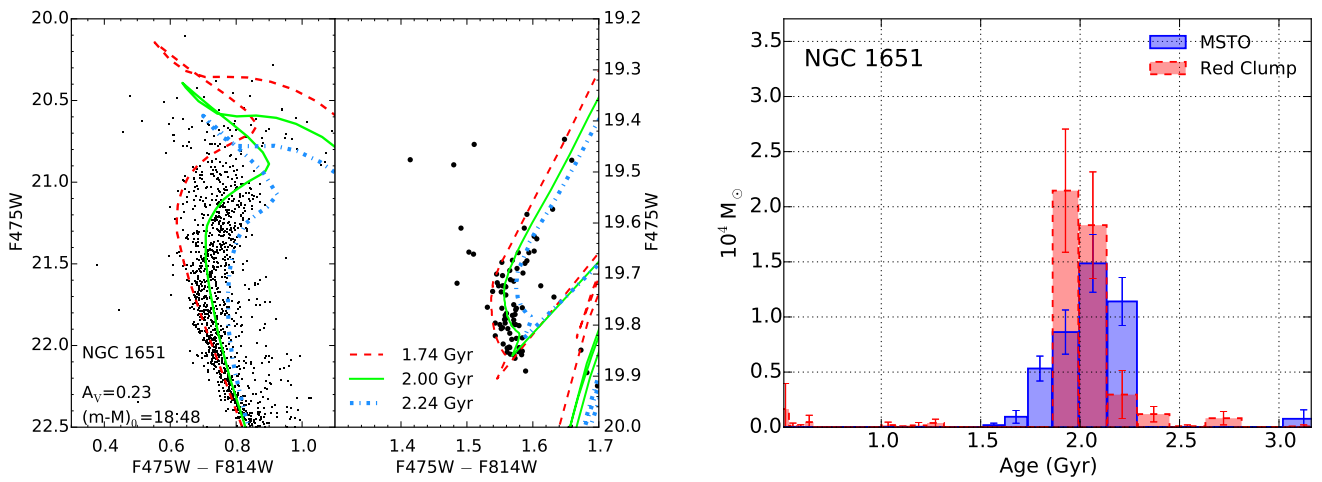 20.0
20.5
21.0
21.5
22.0
22.5
F475W
0.4 0.6 0.8 1.0
F475W − F814W
NGC 1651
A_V=0.23
(m-M)_0=18:48
1.4 1.5 1.6 1.7
F475W − F814W
1.74 Gyr
2.00 Gyr
2.24 Gyr
19.2
19.3
19.4
19.5
19.6
19.7
19.8
19.9
20.0
F475W
3.5
3.0
2.5
2.0
1.5
1.0
0.5
0.0
10⁴ M☉
NGC 1651
MSTO
Red Clump
1.0 1.5 2.0 2.5 3.0
Age (Gyr)